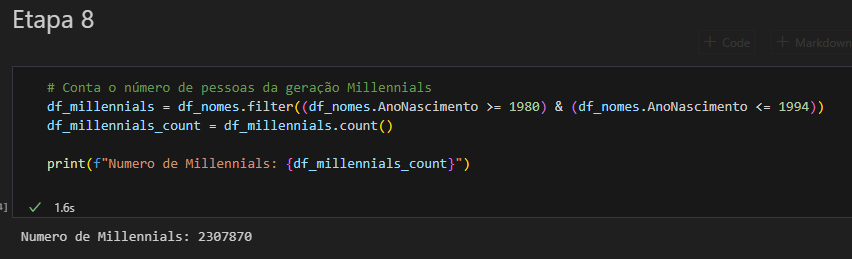 Etapa 8
+ Code + Markdown
# Conta o número de pessoas da geração Millennials
df_millennials = df_nomes.filter((df_nomes.AnoNascimento >= 1980) & (df_nomes.AnoNascimento <= 1994))
df_millennials_count = df_millennials.count()
print(f"Numero de Millennials: {df_millennials_count}")
4]
✓ 1.6s
Numero de Millennials: 2307870